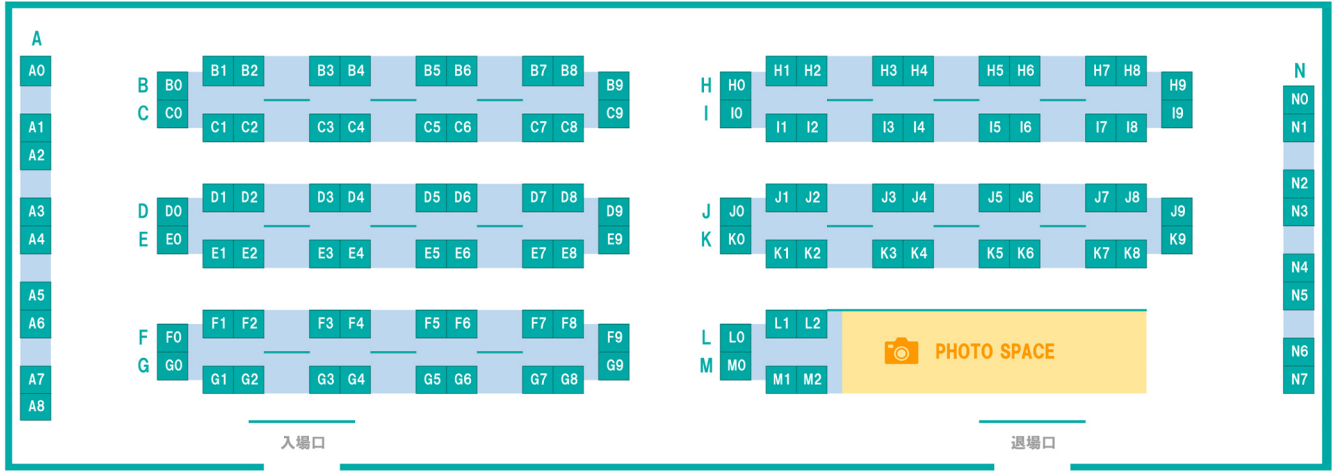 A
A0
A1
A2
A3
A4
A5
A6
A7
A8
B B0 B1 B2 B3 B4 B5 B6 B7 B8 B9
C C0 C1 C2 C3 C4 C5 C6 C7 C8 C9
D D0 D1 D2 D3 D4 D5 D6 D7 D8 D9
E E0 E1 E2 E3 E4 E5 E6 E7 E8 E9
F F0 F1 F2 F3 F4 F5 F6 F7 F8 F9
G G0 G1 G2 G3 G4 G5 G6 G7 G8 G9
入場口
H H0 H1 H2 H3 H4 H5 H6 H7 H8 H9
I I0 I1 I2 I3 I4 I5 I6 I7 I8 I9
J J0 J1 J2 J3 J4 J5 J6 J7 J8 J9
K K0 K1 K2 K3 K4 K5 K6 K7 K8 K9
L L0 L1 L2
PHOTO SPACE
M M0 M1 M2
退場口
N
N0
N1
N2
N3
N4
N5
N6
N7